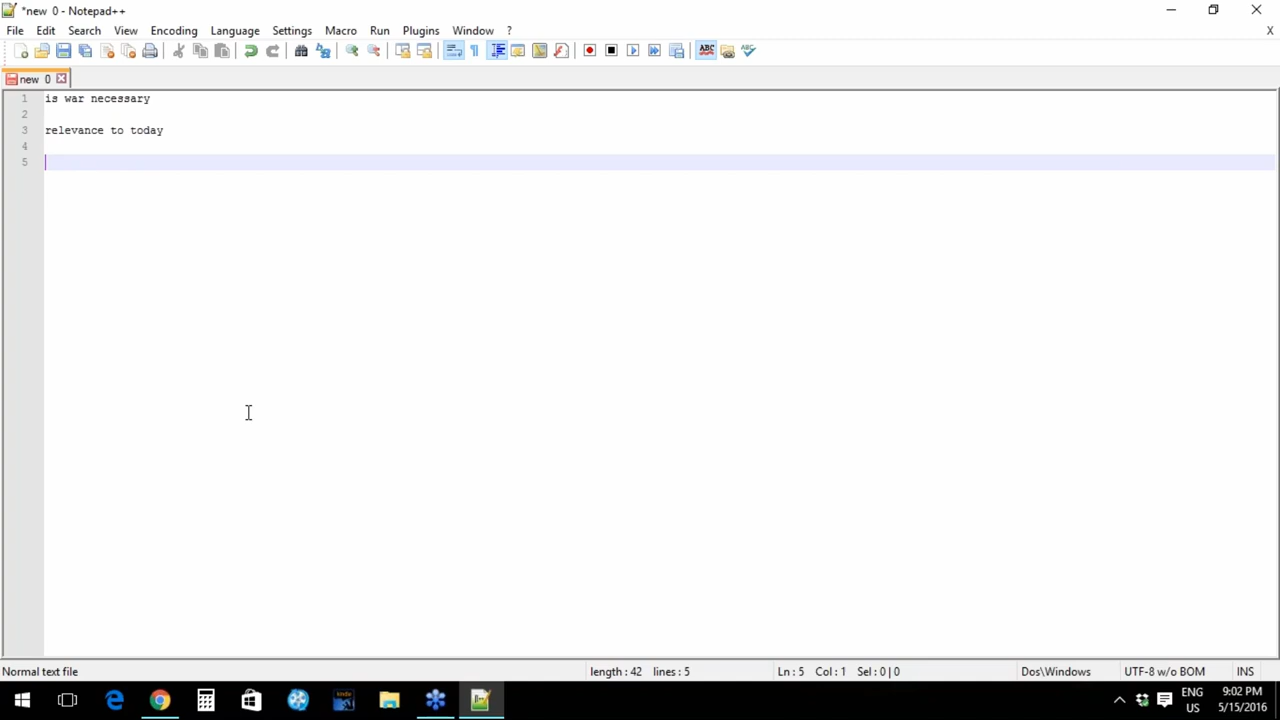 *new 0 - Notepad++
File Edit Search View Encoding Language Settings Macro Run Plugins Window ? X
new 0
1 is war necessary
2
3 relevance to today
4
5
Normal text file length : 42 lines : 5 Ln : 5 Col : 1 Sel : 0 | 0 Dos\Windows UTF-8 w/o BOM INS
ENG 9:02 PM
US 5/15/2016